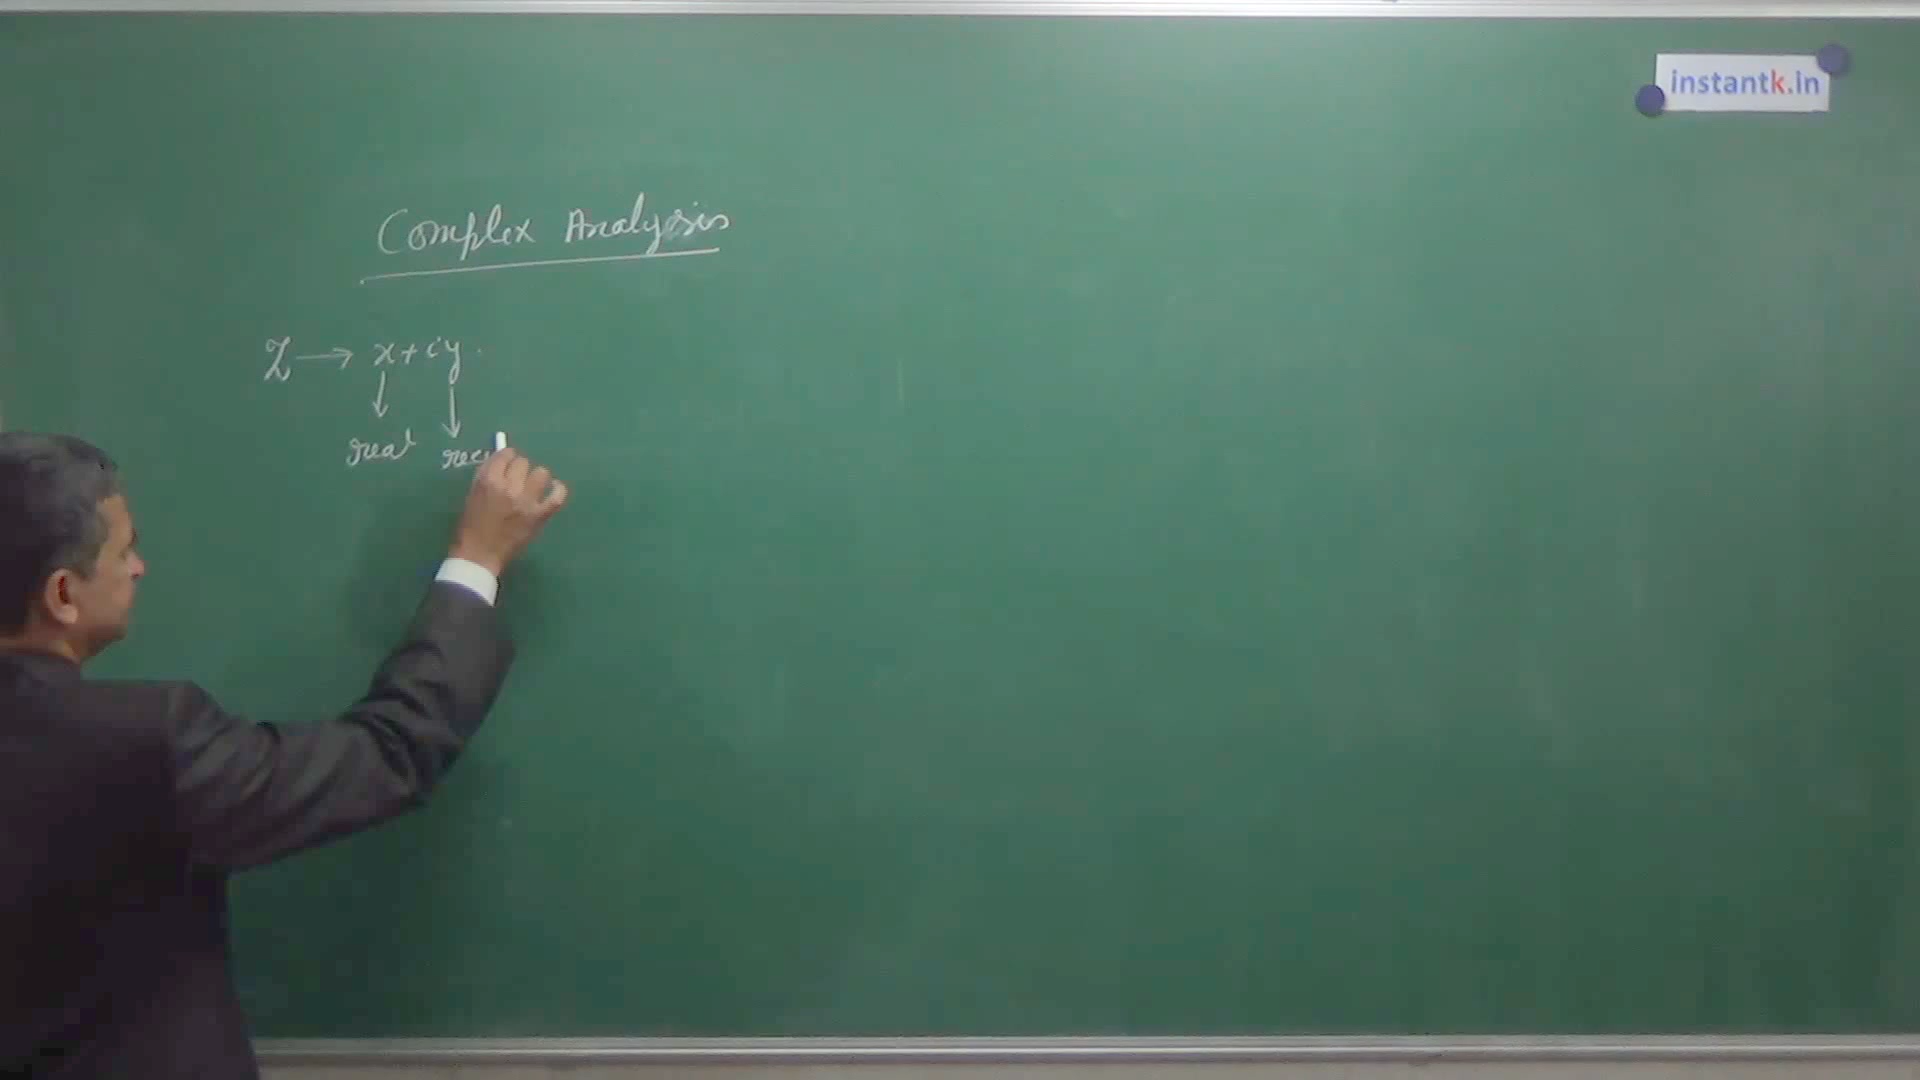 instantk.in
Complex Analysis
Z → x+iy.
↓ ↓
real